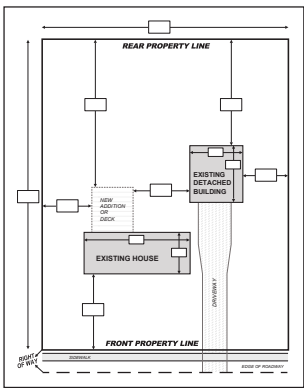 REAR PROPERTY LINE
EXISTING
DETACHED
BUILDING
NEW
ADDITION
OR
DECK
EXISTING HOUSE
DRIVEWAY
FRONT PROPERTY LINE
RIGHT
OF WAY
SIDEWALK
EDGE OF ROADWAY